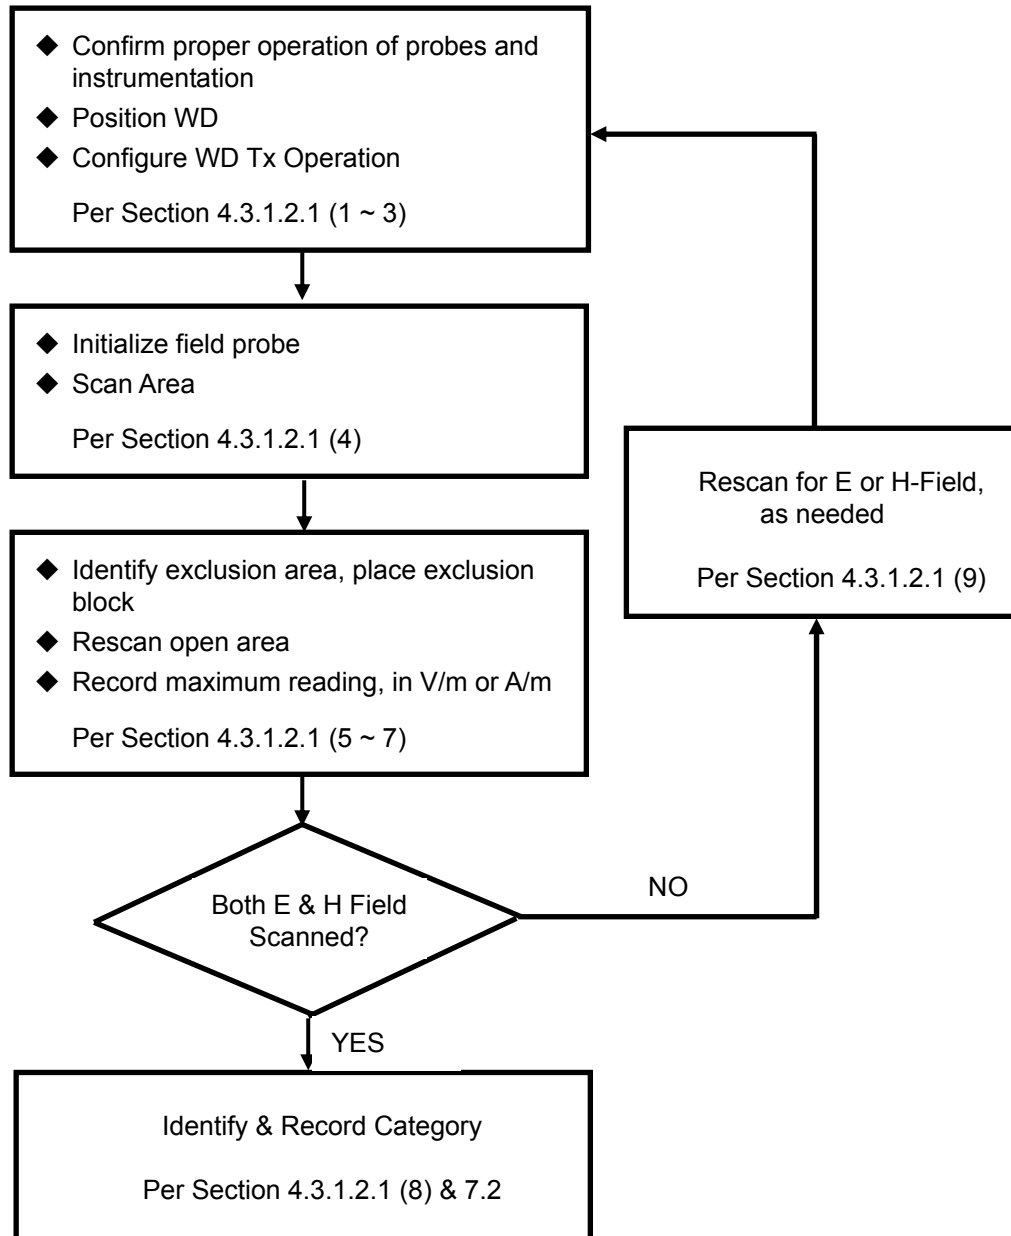 ◆ Confirm proper operation of probes and
instrumentation
◆ Position WD
◆ Configure WD Tx Operation
Per Section 4.3.1.2.1 (1 ~ 3)
◆ Initialize field probe
◆ Scan Area
Per Section 4.3.1.2.1 (4)
Rescan for E or H-Field,
as needed
Per Section 4.3.1.2.1 (9)
◆ Identify exclusion area, place exclusion
block
◆ Rescan open area
◆ Record maximum reading, in V/m or A/m
Per Section 4.3.1.2.1 (5 ~ 7)
Both E & H Field
Scanned?
NO
YES
Identify & Record Category
Per Section 4.3.1.2.1 (8) & 7.2